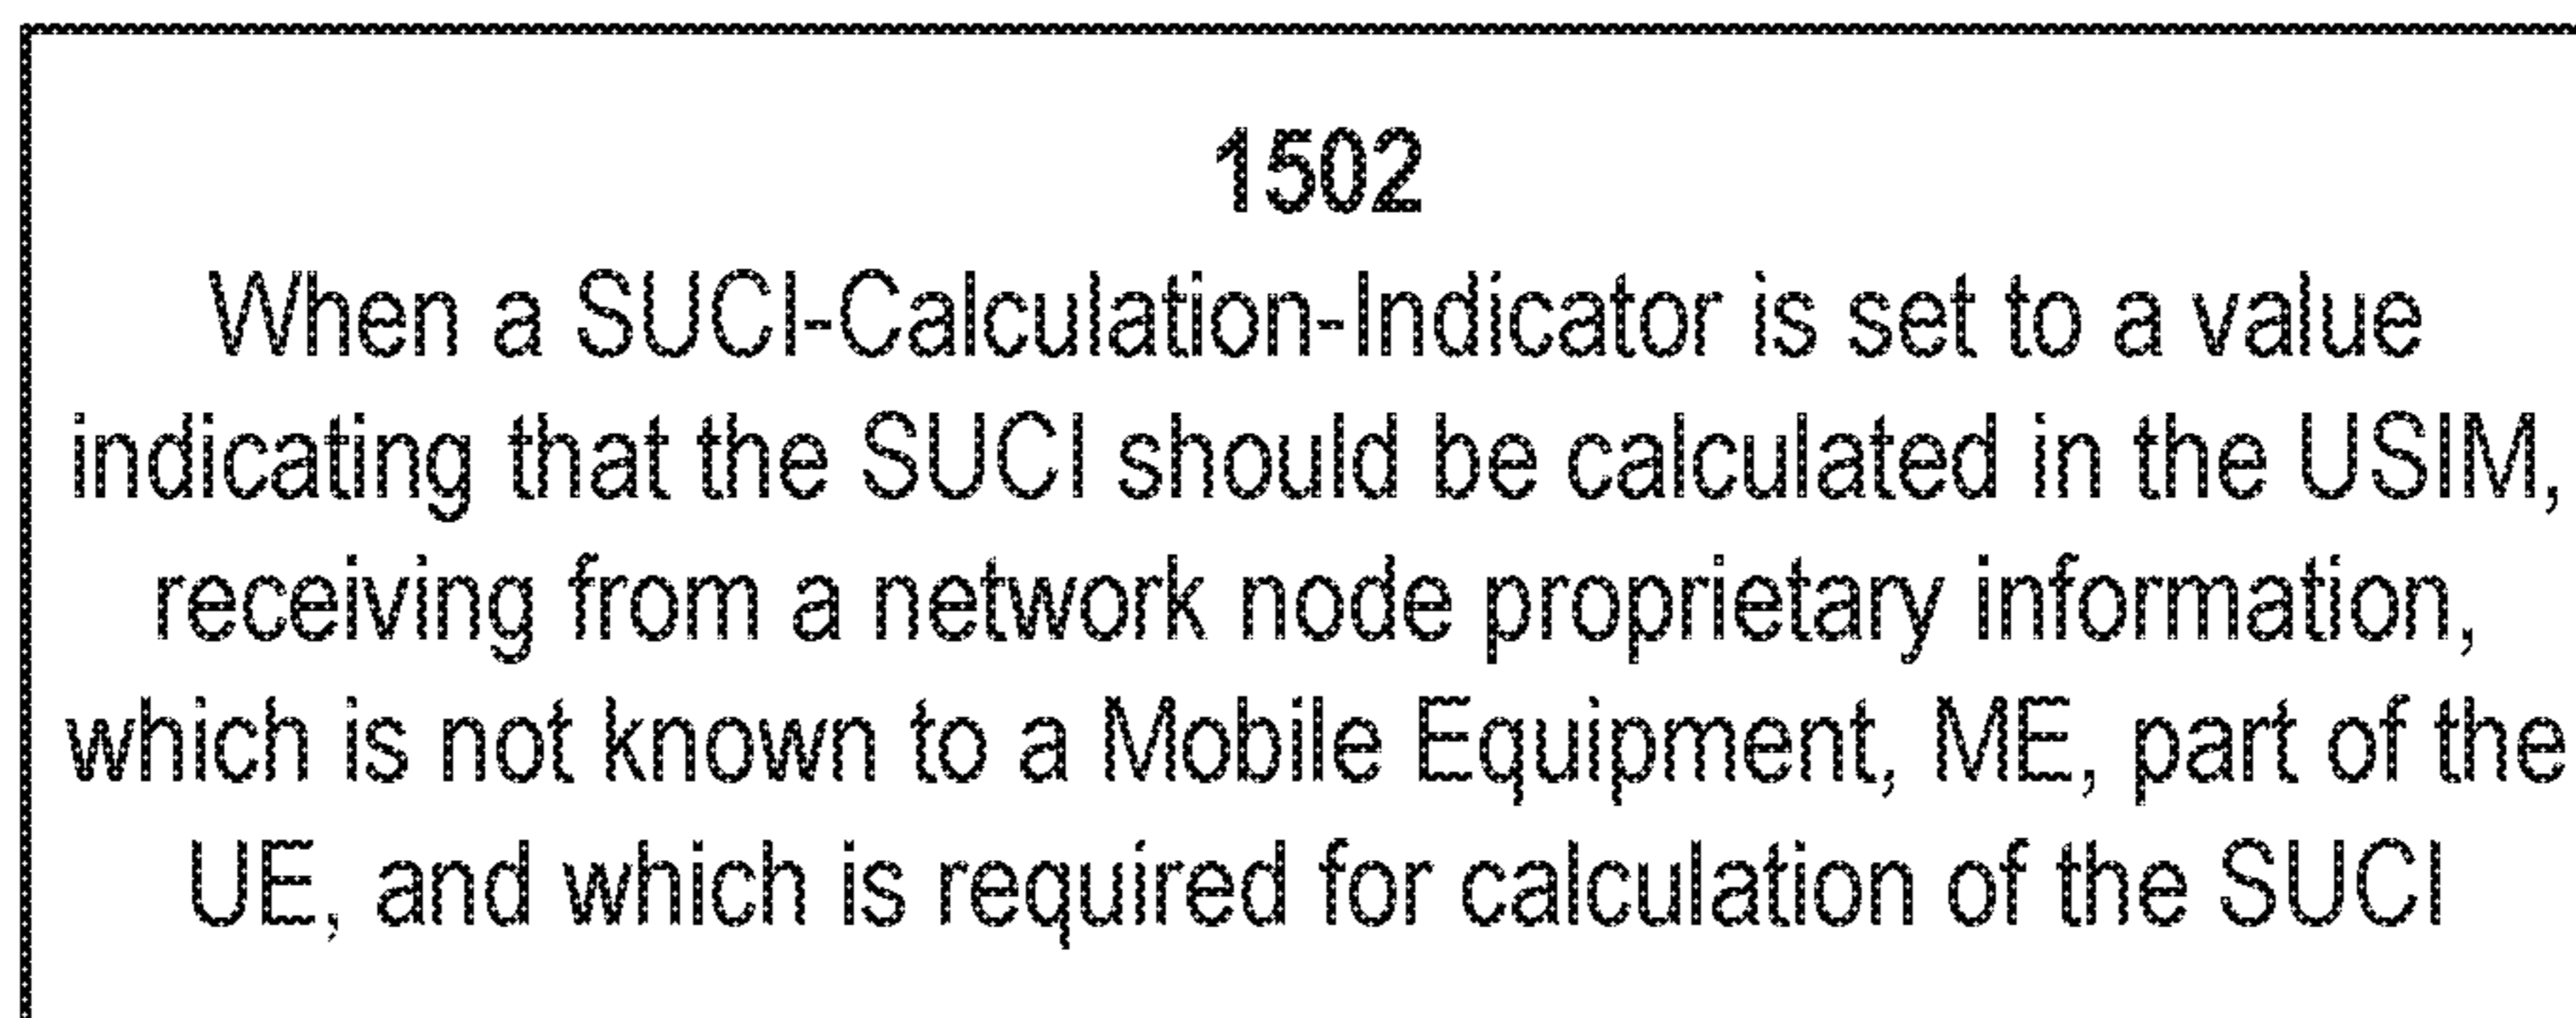 1502
When a SUCI-Calculation-Indicator is set to a value
indicating that the SUCI should be calculated in the USIM,
receiving from a network node proprietary information,
which is not known to a Mobile Equipment, ME, part of the
UE, and which is required for calculation of the SUCI